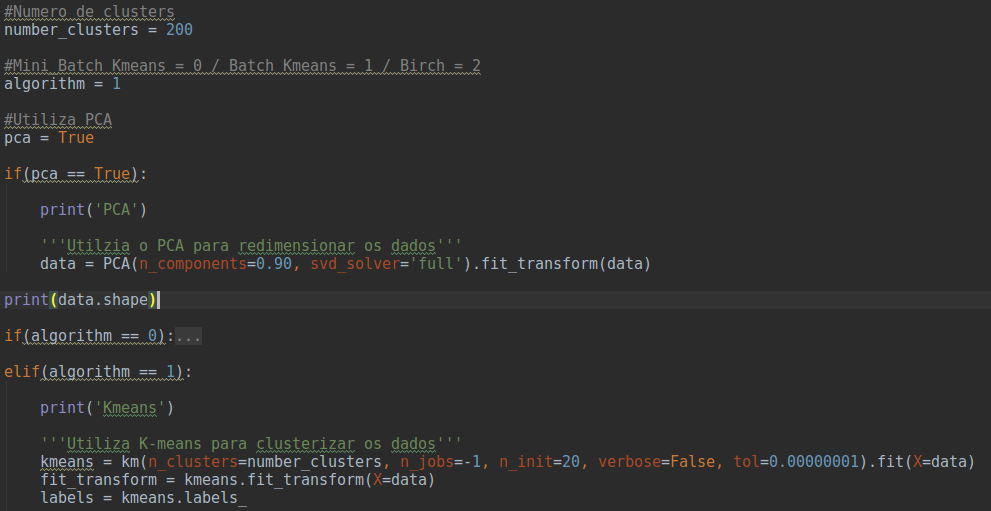 #Numero de clusters
number_clusters = 200
#Mini Batch Kmeans = 0 / Batch Kmeans = 1 / Birch = 2
algorithm = 1
#Utiliza PCA
pca = True
if(pca == True):
print('PCA')
'''Utilzia o PCA para redimensionar os dados'''
data = PCA(n_components=0.90, svd_solver='full').fit_transform(data)
print(data.shape)
if(algorithm == 0):...
elif(algorithm == 1):
print('Kmeans')
'''Utiliza K-means para clusterizar os dados'''
kmeans = km(n_clusters=number_clusters, n_jobs=-1, n_init=20, verbose=False, tol=0.00000001).fit(X=data)
fit_transform = kmeans.fit_transform(X=data)
labels = kmeans.labels_